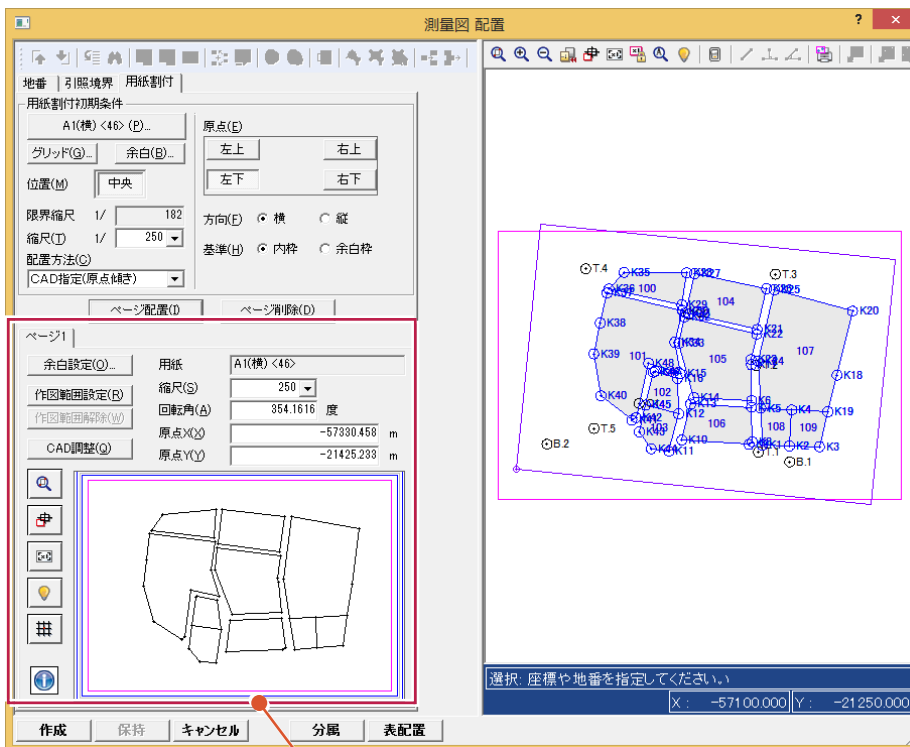 測量図 配置
? ×
地番 引照境界 用紙割付
用紙割付初期条件
A1(横) <46> (P)...
グリッド(G)... 余白(B)...
位置(M) 中央
限界縮尺 1/ 182
縮尺(T) 1/ 250
配置方法(C)
CAD指定(原点傾き)
原点(E)
左上 右上
左下 右下
方向(F) 横 縦
基準(H) 内枠 余白枠
ページ配置(I) ページ削除(D)
ページ1
余白設定(O)...
作図範囲設定(R)
作図範囲解除(W)
CAD調整(Q)
用紙 A1(横) <46>
縮尺(S) 250
回転角(A) 354.1616 度
原点X(X) -57330.458 m
原点Y(Y) -21425.233 m
作成 保持 キャンセル 分属 表配置
T.4 K35 K27 T.3
K36 100 104 K25
K37 K29 K20
K38 K21
K22
K39 101 K33 105 107
K48 K15 K18
K16
K40 102 K14 K6
K45 K13 K5 K4 K19
K12
T.5 K43 103 106 108 109
B.2 K10 K1 K2 K3
K11 T.1
B.1
選択: 座標や地番を指定してください
X : -57100.000 Y : -21250.000